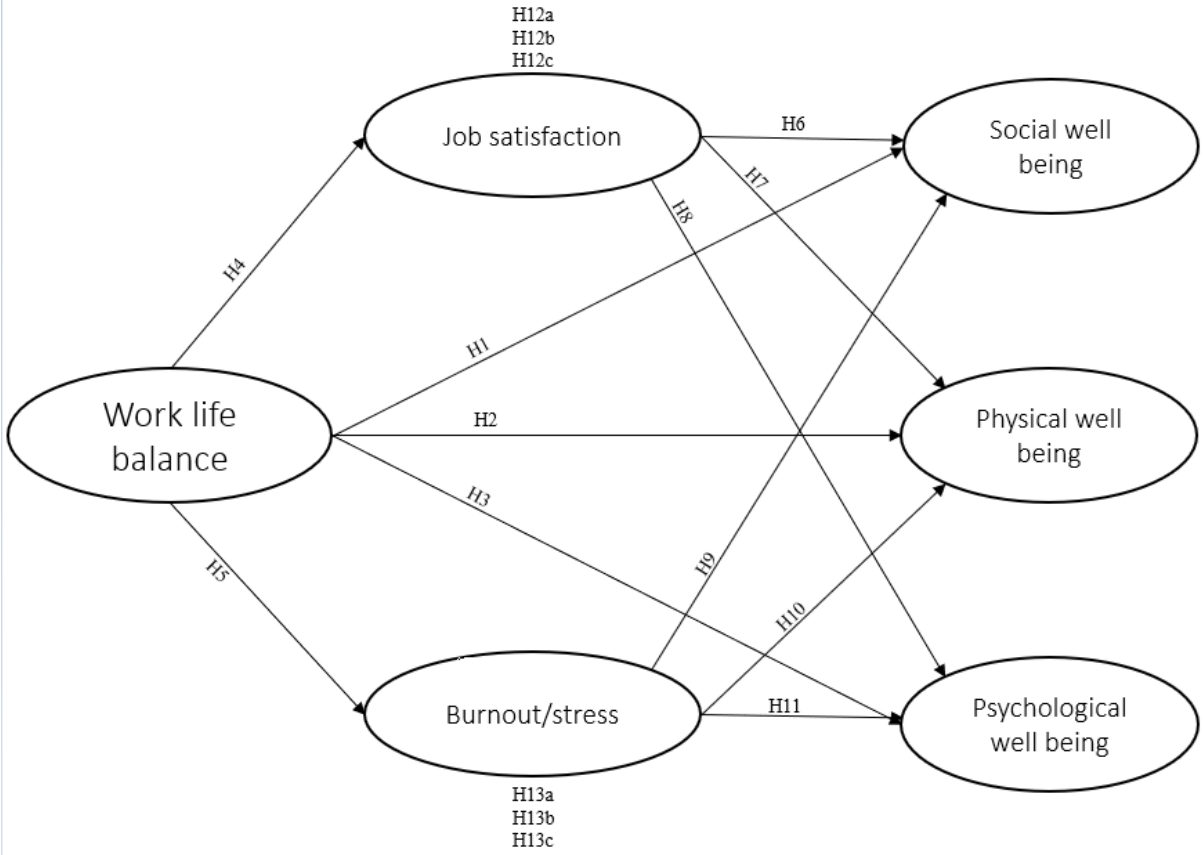 H12a
H12b
H12c
Job satisfaction
H6
Social well
being
H7
H8
H4
H1
Work life
balance
H2
Physical well
being
H3
H5
H9
H10
Burnout/stress
H11
Psychological
well being
H13a
H13b
H13c